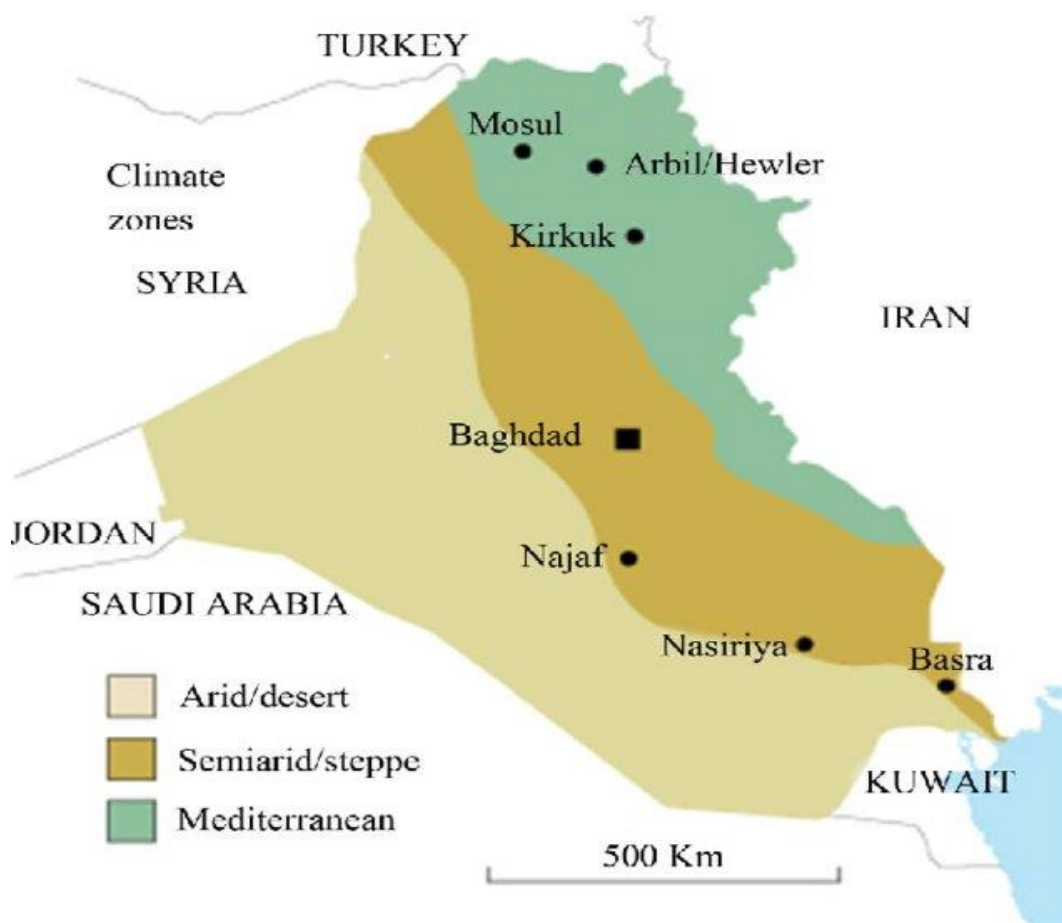 TURKEY
Mosul
Arbil/Hewler
Climate
zones
Kirkuk
SYRIA
IRAN
Baghdad
JORDAN
Najaf
SAUDI ARABIA
Nasiriya
Basra
Arid/desert
Semiarid/steppe
KUWAIT
Mediterranean
500 Km